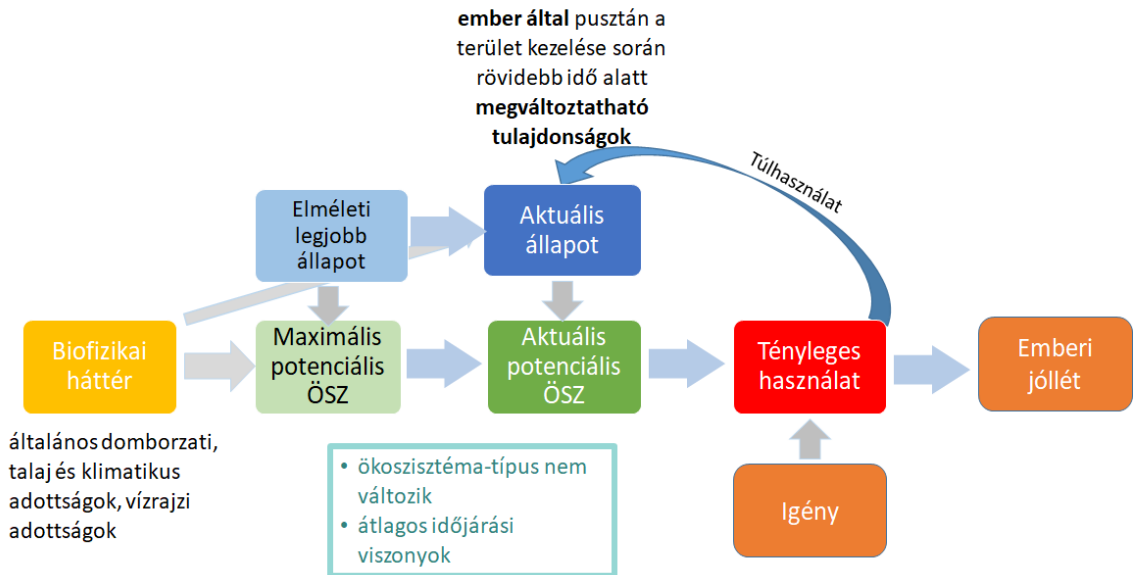 ember által pusztán a
terület kezelése során
rövidebb idő alatt
megváltoztatható
tulajdonságok
Túlhasználat
Elméleti
legjobb
állapot
Aktuális
állapot
Biofizikai
háttér
Maximális
potenciális
ÖSZ
Aktuális
potenciális
ÖSZ
Tényleges
használat
Emberi
jóllét
általános domborzati,
talaj és klimatikus
adottságok, vízrajzi
adottságok
• ökoszisztéma-típus nem
változik
• átlagos időjárási
viszonyok
Igény